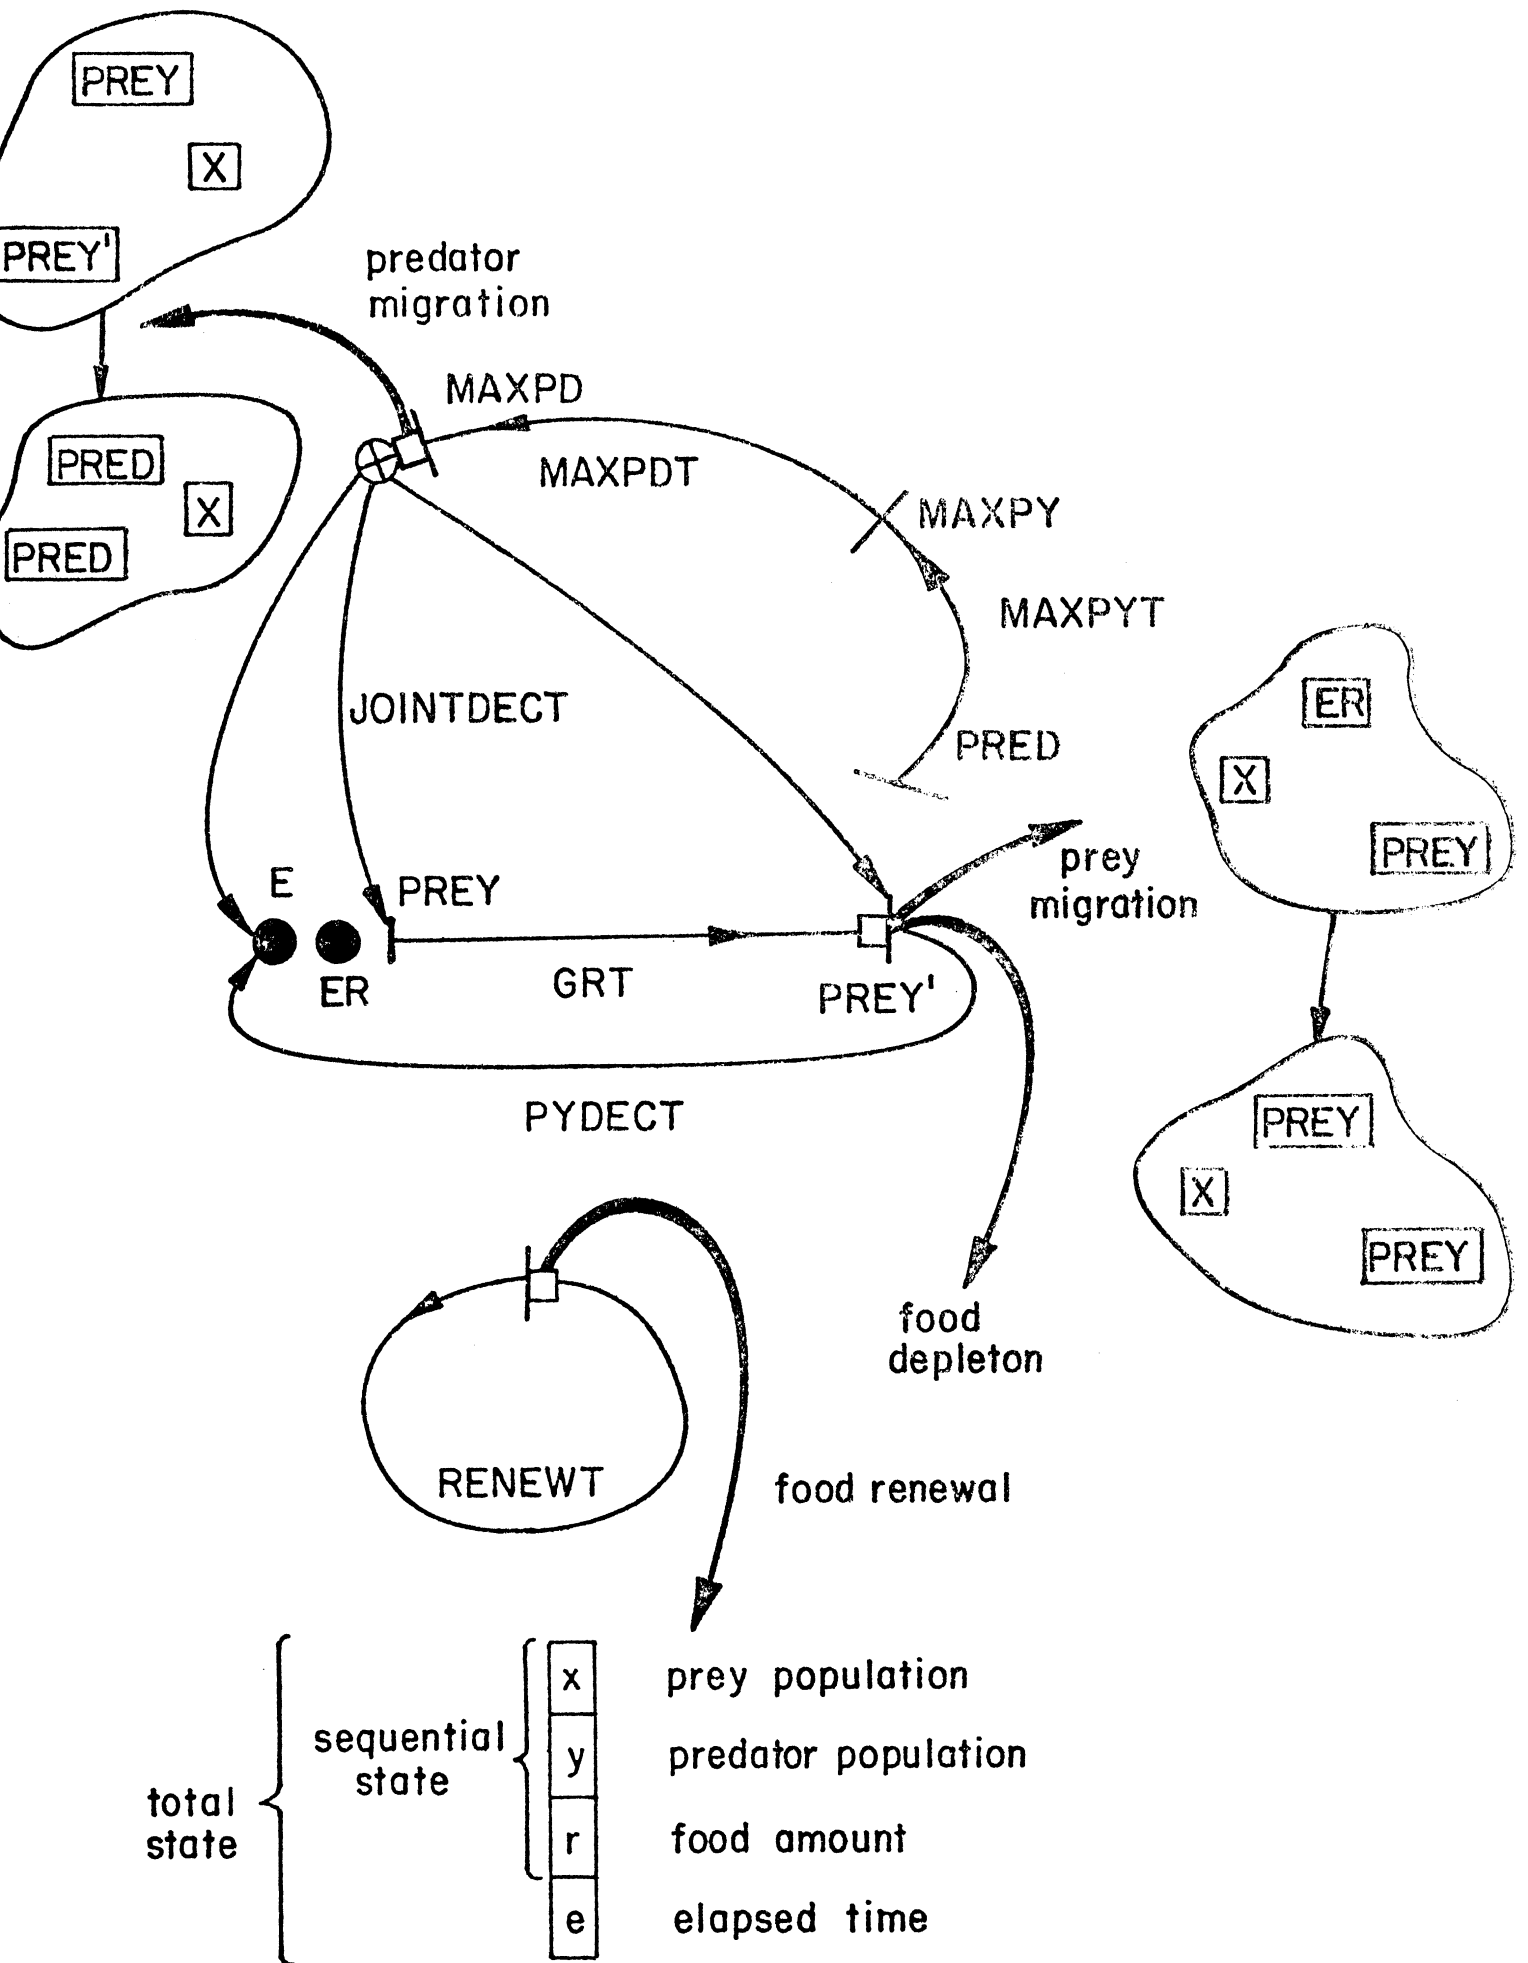 PREY
X
PREY'
predator
migration
MAXPD
PRED
X
PRED
MAXPDT
MAXPY
MAXPYT
JOINTDECT
PRED
ER
X
PREY
prey
migration
E
PREY
ER
GRT
PREY'
PYDECT
PREY
X
PREY
food
depleton
RENEWT
food renewal
x prey population
sequential
state
y predator population
total
state
r food amount
e elapsed time